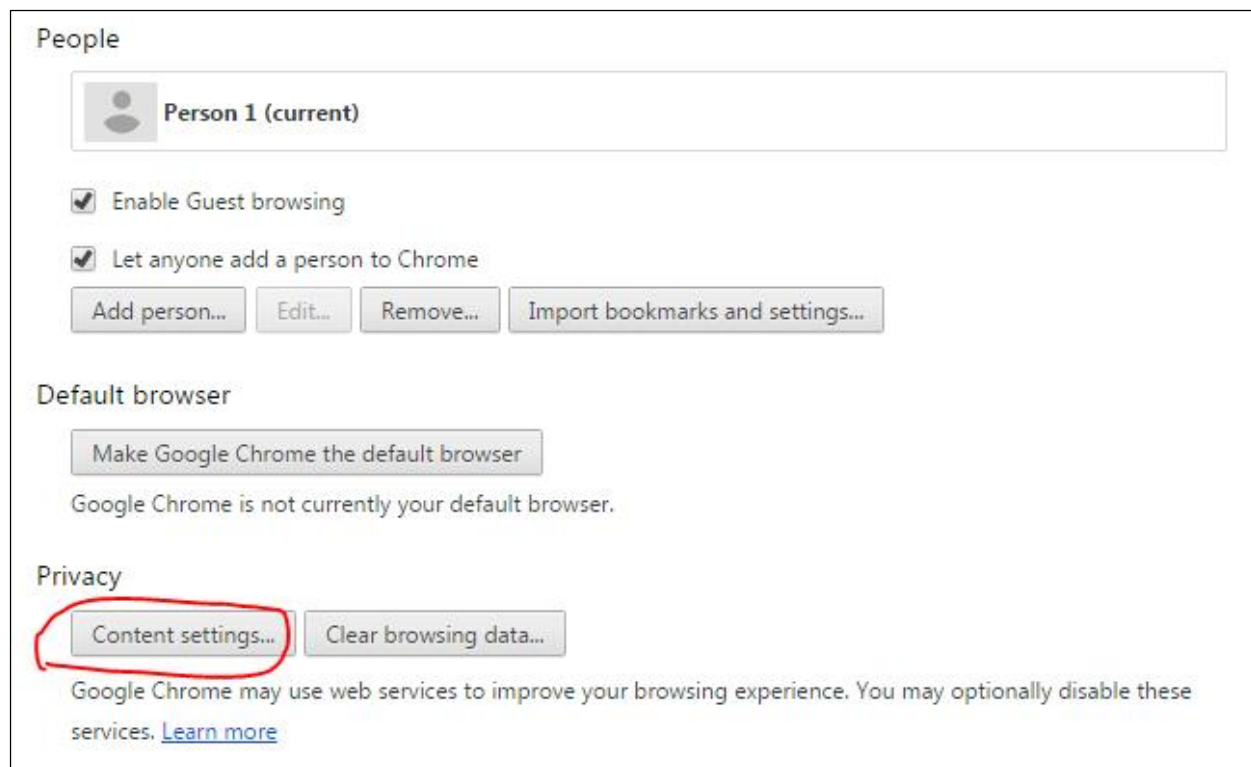 People
Person 1 (current)
Enable Guest browsing
Let anyone add a person to Chrome
Add person... Edit... Remove... Import bookmarks and settings...
Default browser
Make Google Chrome the default browser
Google Chrome is not currently your default browser.
Privacy
Content settings... Clear browsing data...
Google Chrome may use web services to improve your browsing experience. You may optionally disable these
services. Learn more